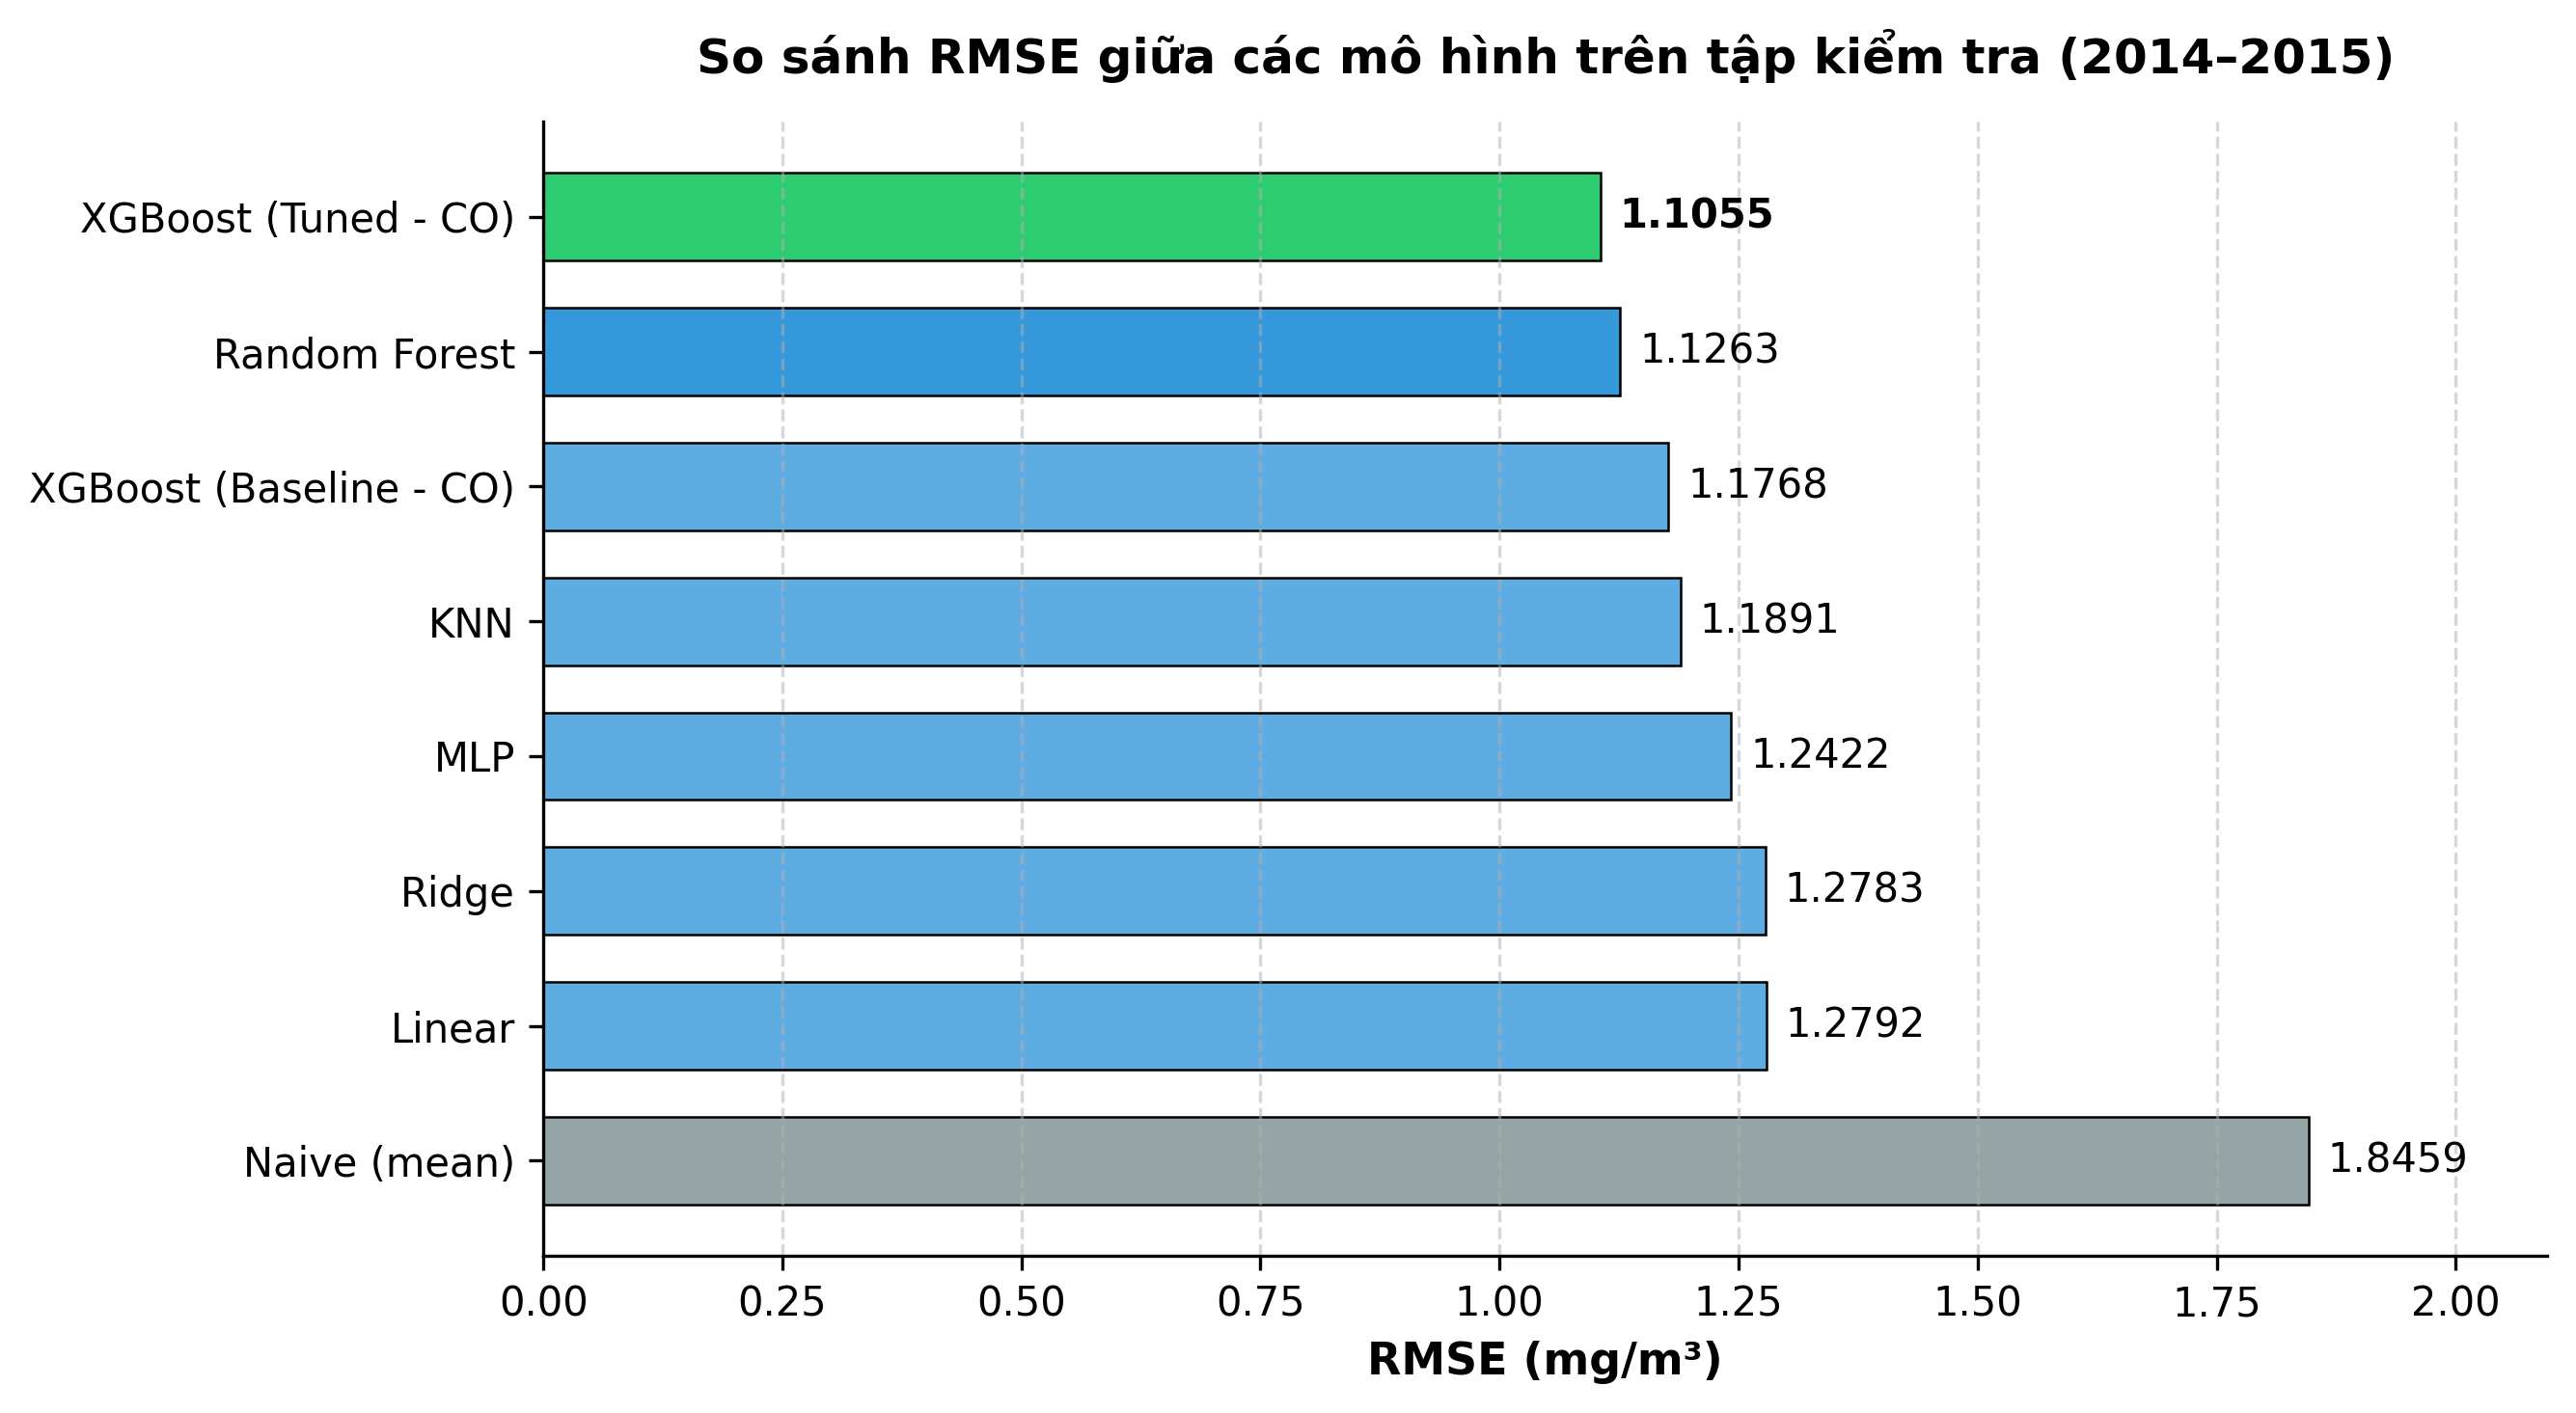 So sánh RMSE giữa các mô hình trên tập kiểm tra (2014–2015)
XGBoost (Tuned - CO) 1.1055
Random Forest 1.1263
XGBoost (Baseline - CO) 1.1768
KNN 1.1891
MLP 1.2422
Ridge 1.2783
Linear 1.2792
Naive (mean) 1.8459
0.00 0.25 0.50 0.75 1.00 1.25 1.50 1.75 2.00
RMSE (mg/m³)